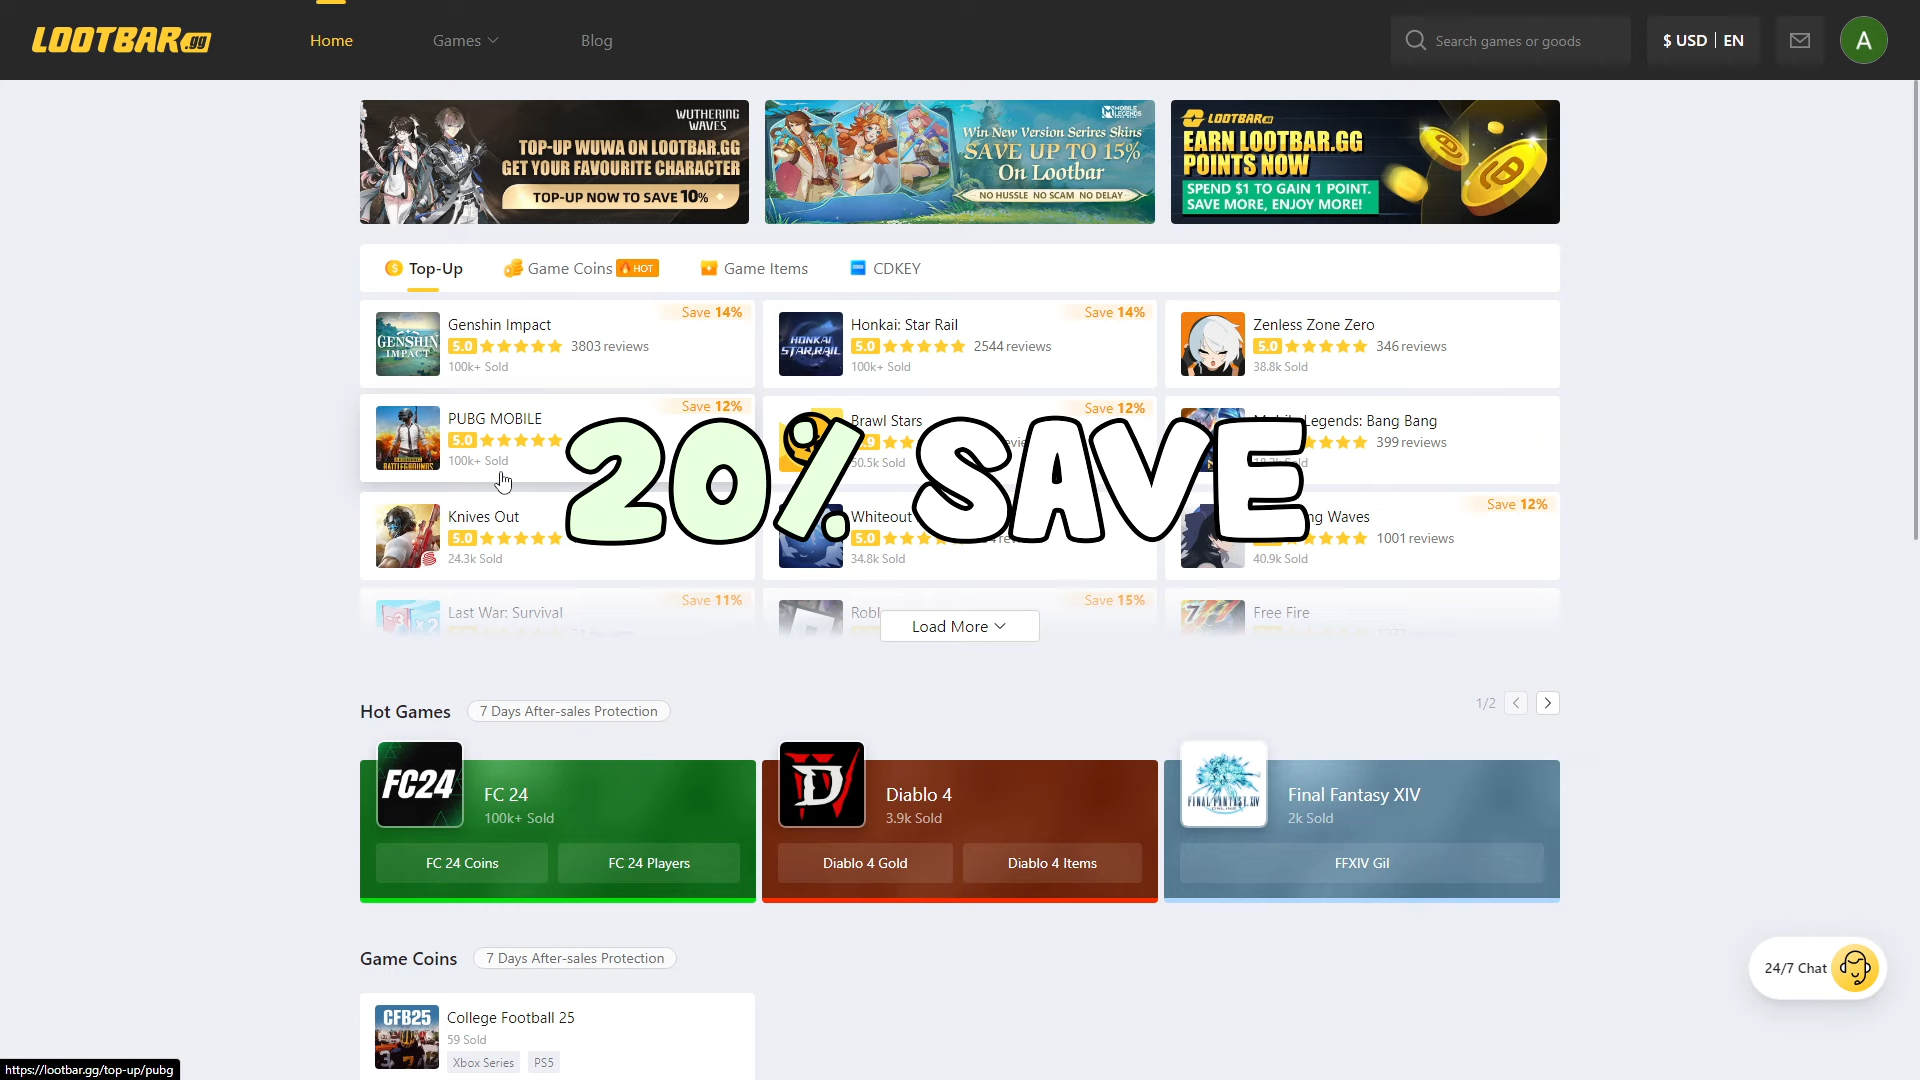 LOOTBAR.gg
Home
Games
Blog
Search games or goods
$ USD | EN
A
WUTHERING WAVES
TOP-UP WUWA ON LOOTBAR.GG
GET YOUR FAVOURITE CHARACTER
TOP-UP NOW TO SAVE 10%
MOBILE LEGENDS
Win New Version Serires Skins
SAVE UP TO 15%
On Lootbar
NO HUSSLE NO SCAM NO DELAY
LOOTBAR.gg
EARN LOOTBAR.GG
POINTS NOW
SPEND $1 TO GAIN 1 POINT.
SAVE MORE, ENJOY MORE!
Top-Up
Game Coins HOT
Game Items
CDKEY
Save 14%
GENSHIN IMPACT
Genshin Impact
5.0 3803 reviews
100k+ Sold
Save 14%
HONKAI STAR RAIL
Honkai: Star Rail
5.0 2544 reviews
100k+ Sold
Zenless Zone Zero
5.0 346 reviews
38.8k Sold
Save 12%
PUBG MOBILE
5.0
100k+ Sold
Save 12%
Brawl Stars
50.5k Sold
Legends: Bang Bang
399 reviews
20% SAVE
Knives Out
5.0
24.3k Sold
Whiteout
5.0
34.8k Sold
Save 12%
Waves
1001 reviews
40.9k Sold
Save 11%
Last War: Survival
Save 15%
Free Fire
Load More
Hot Games
7 Days After-sales Protection
1/2
FC24
FC 24
100k+ Sold
FC 24 Coins
FC 24 Players
D
Diablo 4
3.9k Sold
Diablo 4 Gold
Diablo 4 Items
FINAL FANTASY XIV
Final Fantasy XIV
2k Sold
FFXIV Gil
Game Coins
7 Days After-sales Protection
CFB25
College Football 25
59 Sold
Xbox Series
PS5
24/7 Chat
https://lootbar.gg/top-up/pubg